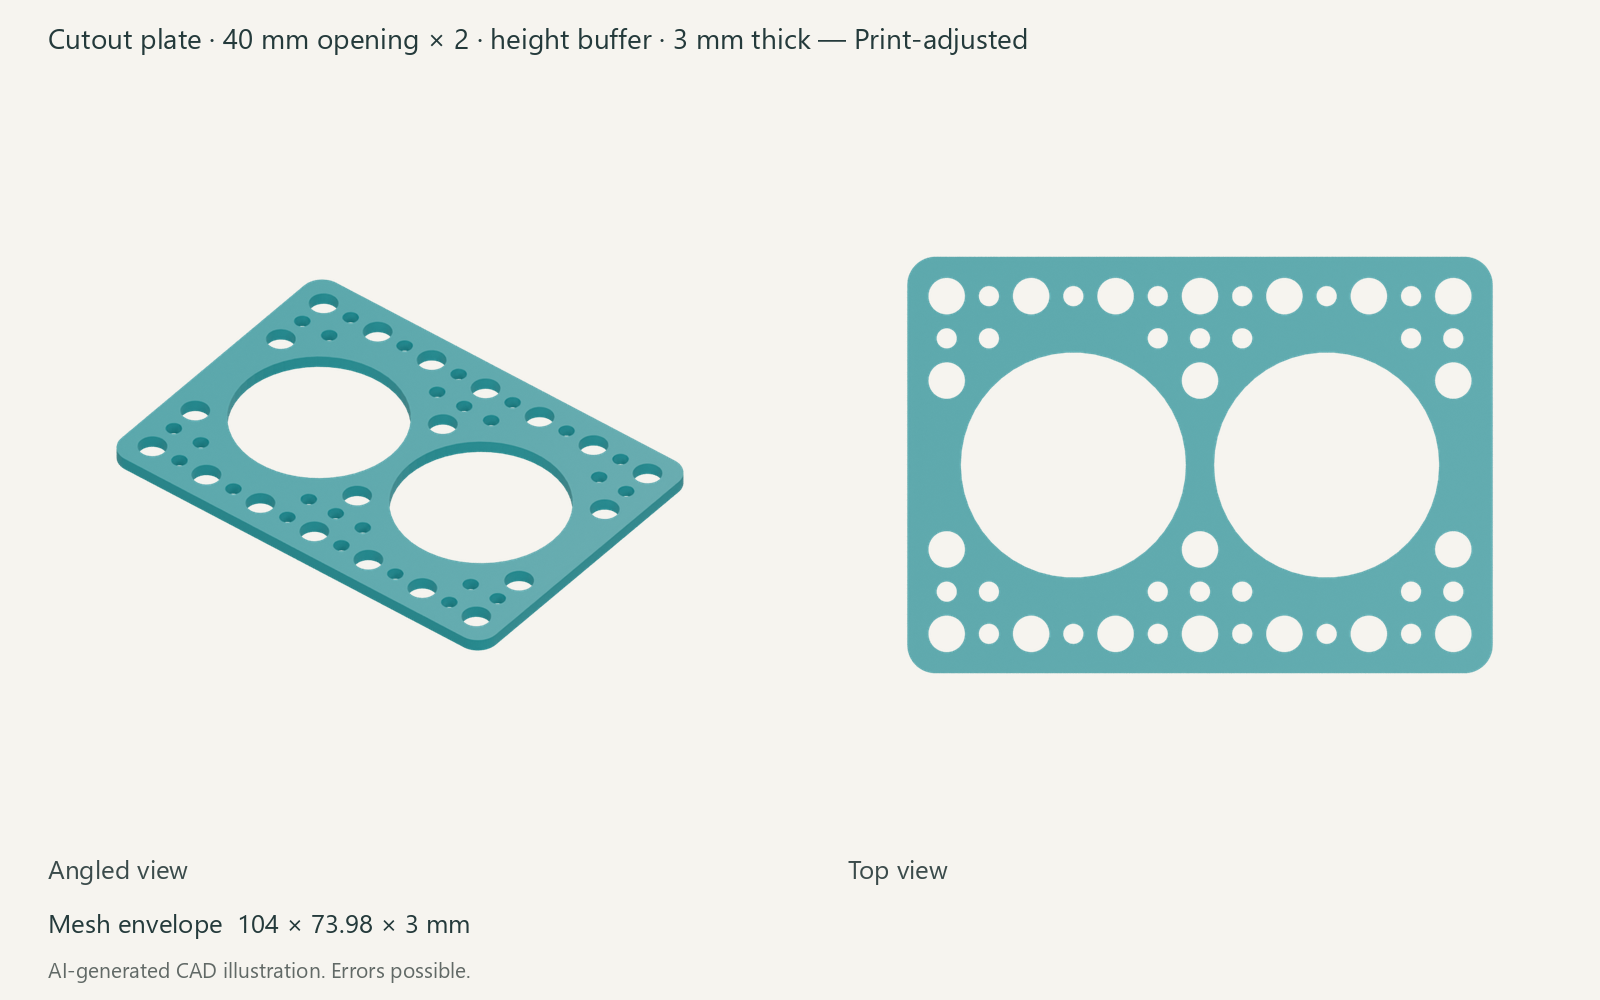 Cutout plate · 40 mm opening × 2 · height buffer · 3 mm thick — Print-adjusted
Angled view
Top view
Mesh envelope 104 × 73.98 × 3 mm
AI-generated CAD illustration. Errors possible.